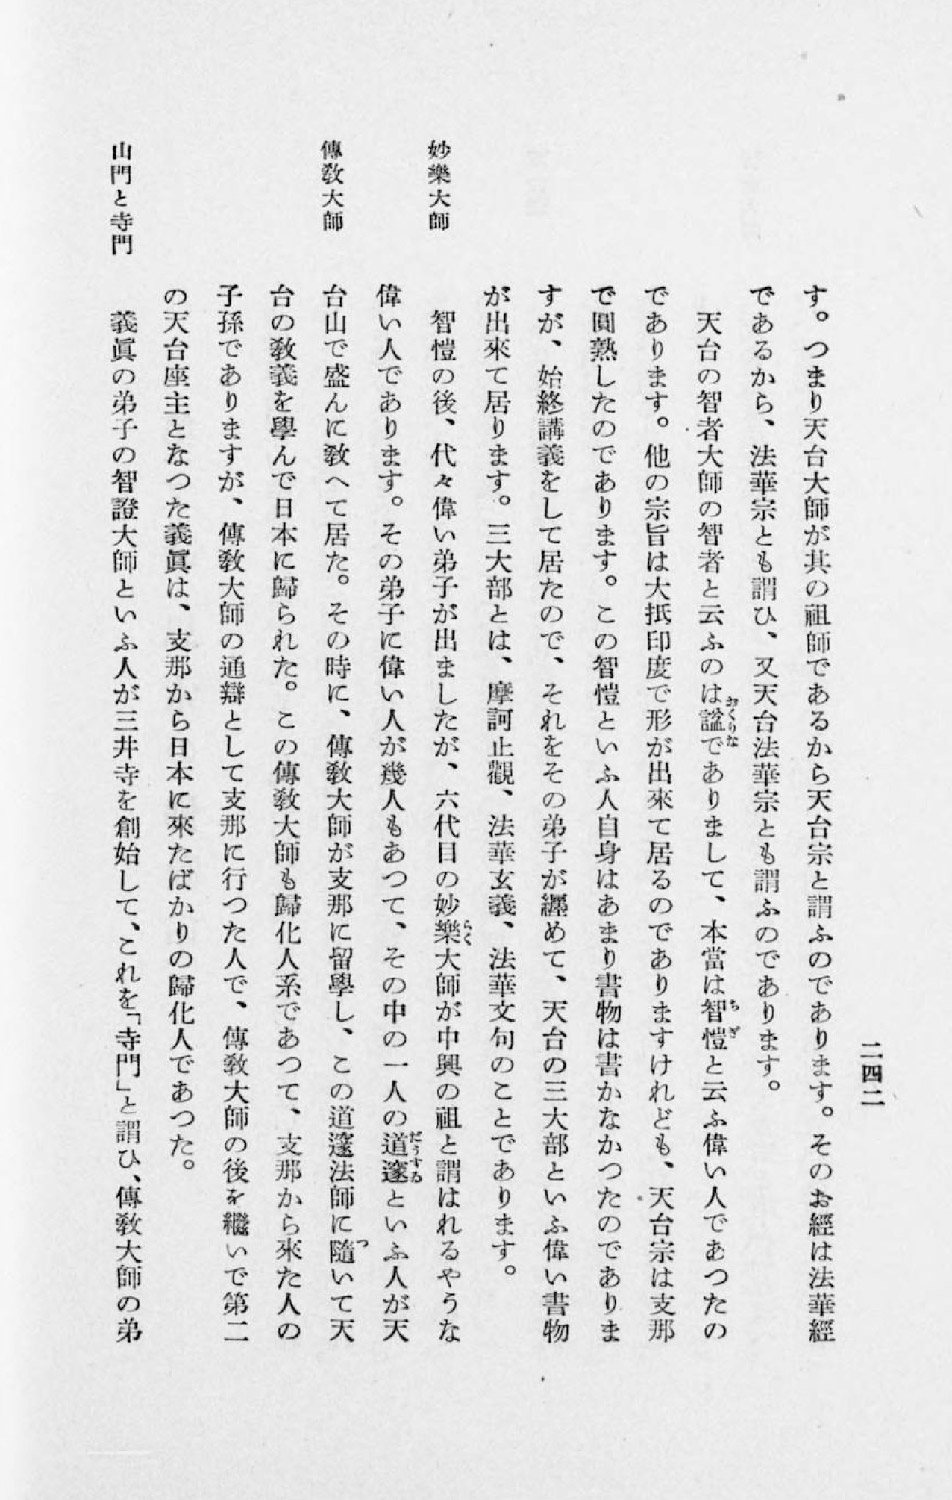 二四二
す。つまり天台大師が其の祖師であるから天台宗と謂ふのであります。そのお經は法華經
であるから、法華宗とも謂ひ、又天台法華宗とも謂ふのであります。
天台の智者大師の智者と云ふのは謚おくりなでありまして、本當は智愷ちぎと云ふ偉い人であつたの
であります。他の宗旨は大抵印度で形が出來て居るのでありますけれども、天台宗は支那
で圓熟したのであります。この智愷といふ人自身はあまり書物は書かなかつたのでありま
すが、始終講義をして居たので、それをその弟子が纒めて、天台の三大部といふ偉い書物
が出來て居ります。三大部とは、摩訶止觀、法華玄義、法華文句のことであります。
妙樂大師
智愷の後、代々偉い弟子が出ましたが、六代目の妙樂らく大師が中興の祖と謂はれるやうな
偉い人であります。その弟子に偉い人が幾人もあつて、その中の一人の道邃だうずゐといふ人が天
傳敎大師
台山で盛んに敎へて居た。その時に、傳敎大師が支那に留學し、この道邃法師に隨ついて天
台の敎義を學んで日本に歸られた。この傳敎大師も歸化人系であつて、支那から來た人の
子孫でありますが、傳敎大師の通辯として支那に行つた人で、傳敎大師の後を繼いで第二
の天台座主となつた義眞は、支那から日本に來たばかりの歸化人であつた。
山門と寺門
義眞の弟子の智證大師といふ人が三井寺を創始して、これを「寺門」と謂ひ、傳敎大師の弟